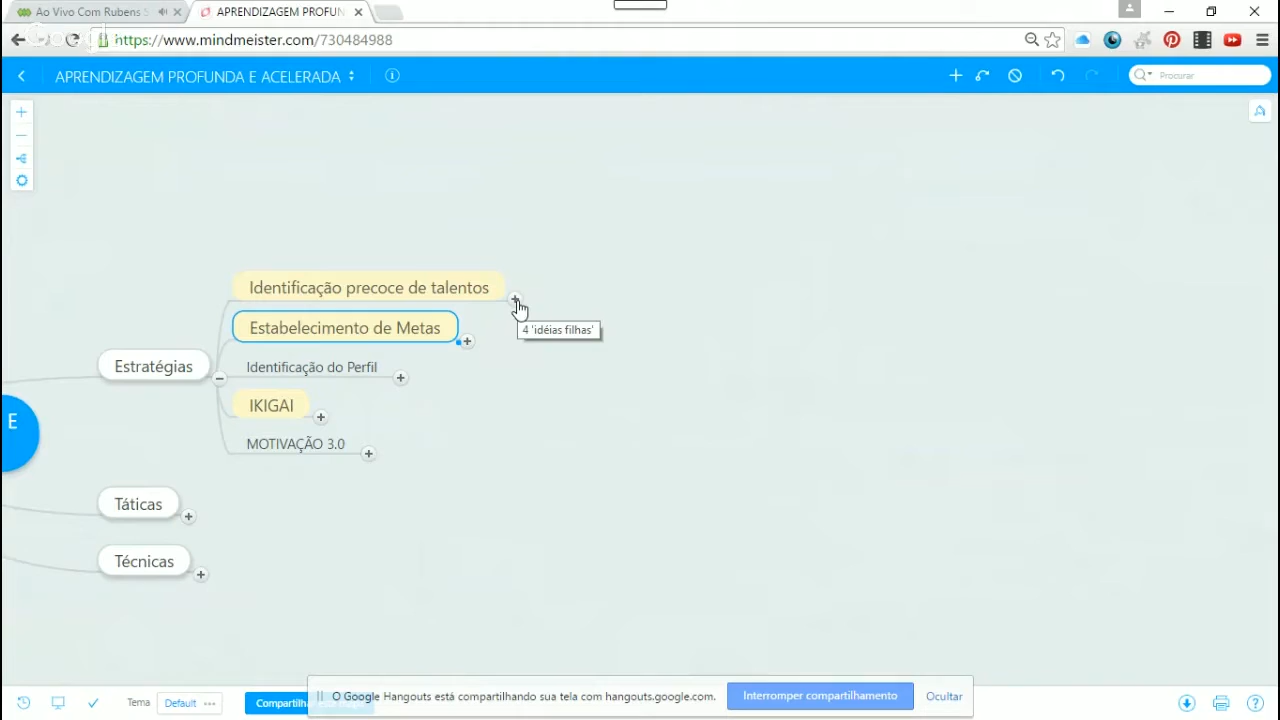 Ao Vivo Com Rubens S
APRENDIZAGEM PROFUN
https://www.mindmeister.com/730484988
APRENDIZAGEM PROFUNDA E ACELERADA
Procurar
Identificação precoce de talentos
4 'idéias filhas'
Estabelecimento de Metas
Identificação do Perfil
Estratégias
IKIGAI
E
MOTIVAÇÃO 3.0
Táticas
Técnicas
O Google Hangouts está compartilhando sua tela com hangouts.google.com.
Interromper compartilhamento
Ocultar
Tema
Default
Compartilha